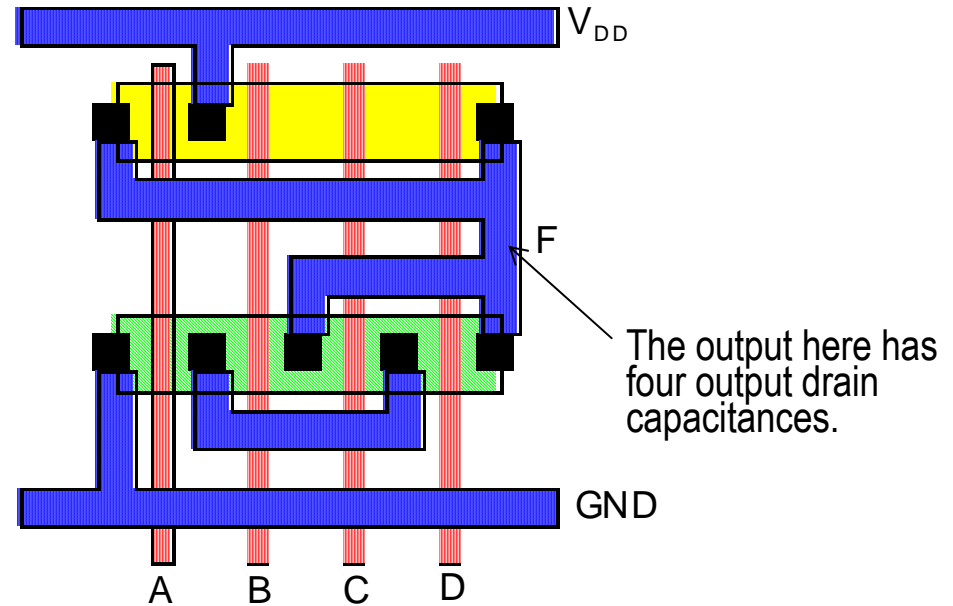 VDD
F
The output here has
four output drain
capacitances.
GND
A B C D